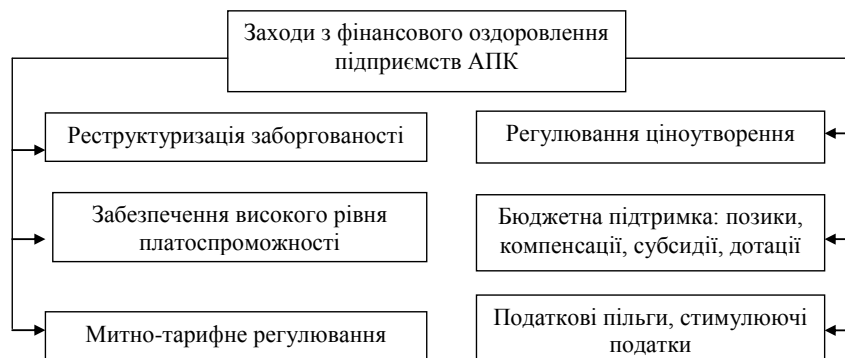 Заходи з фінансового оздоровлення
підприємств АПК
Реструктуризація заборгованості
Регулювання ціноутворення
Забезпечення високого рівня
платоспроможності
Бюджетна підтримка: позики,
компенсації, субсидії, дотації
Митно-тарифне регулювання
Податкові пільги, стимулюючі
податки